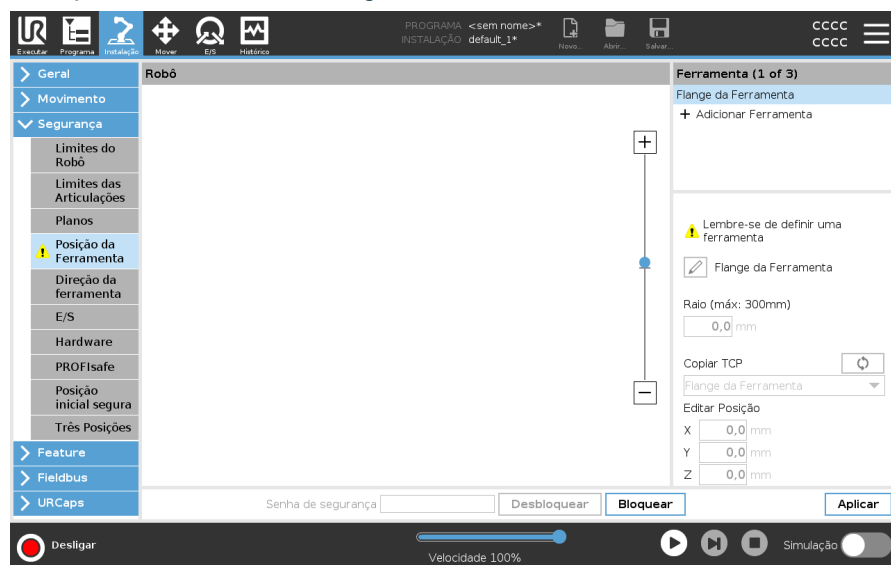 Executar
Programa
Instalação
Mover
E/S
Histórico
PROGRAMA <sem nome>*
INSTALAÇÃO default_1*
Novo...
Abrir...
Salvar...
cccc
cccc
Geral
Movimento
Segurança
Limites do
Robô
Limites das
Articulações
Planos
Posição da
Ferramenta
Direção da
ferramenta
E/S
Hardware
PROFIsafe
Posição
inicial segura
Três Posições
Feature
Fieldbus
URCaps
Robô
Ferramenta (1 of 3)
Flange da Ferramenta
+ Adicionar Ferramenta
Lembre-se de definir uma
ferramenta
Flange da Ferramenta
Raio (máx: 300mm)
0,0 mm
Copiar TCP
Flange da Ferramenta
Editar Posição
X 0,0 mm
Y 0,0 mm
Z 0,0 mm
Senha de segurança
Desbloquear
Bloquear
Aplicar
Desligar
Velocidade 100%
Simulação